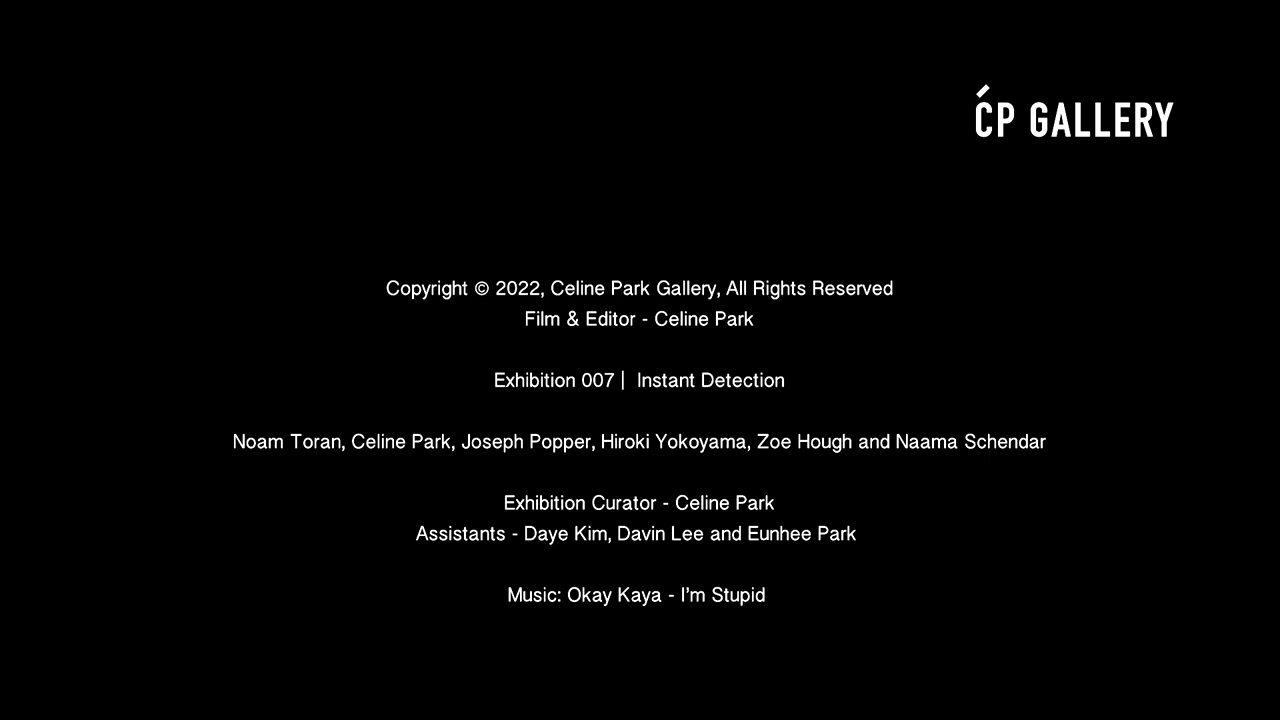 ĆP GALLERY
Copyright © 2022, Celine Park Gallery, All Rights Reserved
Film & Editor - Celine Park
Exhibition 007 | Instant Detection
Noam Toran, Celine Park, Joseph Popper, Hiroki Yokoyama, Zoe Hough and Naama Schendar
Exhibition Curator - Celine Park
Assistants - Daye Kim, Davin Lee and Eunhee Park
Music: Okay Kaya - I’m Stupid